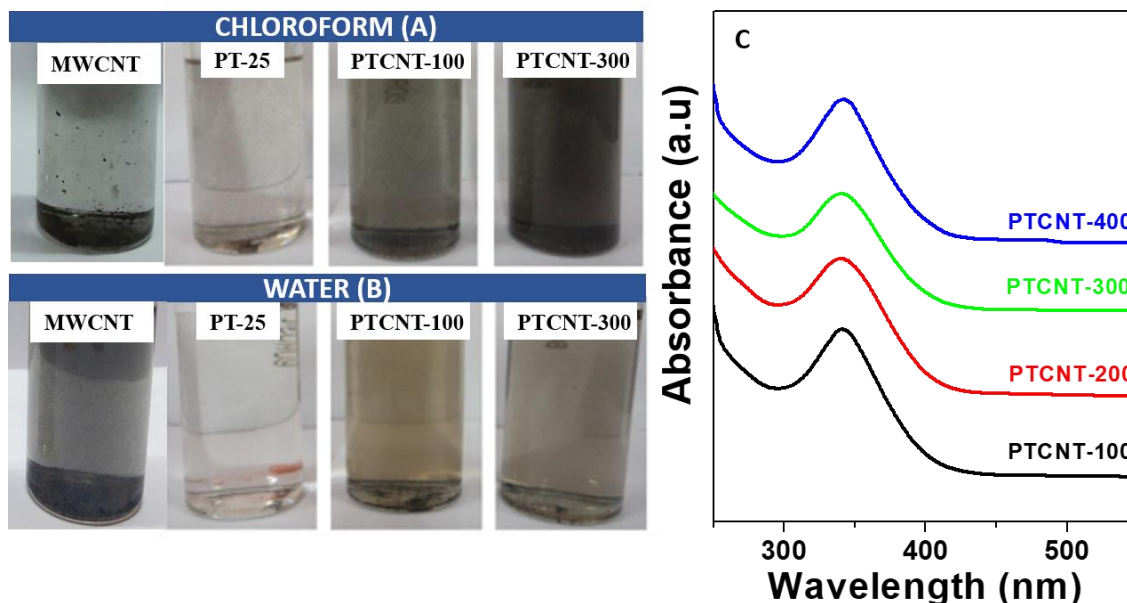 CHLOROFORM (A)
MWCNT
PT-25
PTCNT-100
PTCNT-300
WATER (B)
MWCNT
PT-25
PTCNT-100
PTCNT-300
C
Absorbance (a.u)
PTCNT-400
PTCNT-300
PTCNT-200
PTCNT-100
300
400
500
Wavelength (nm)